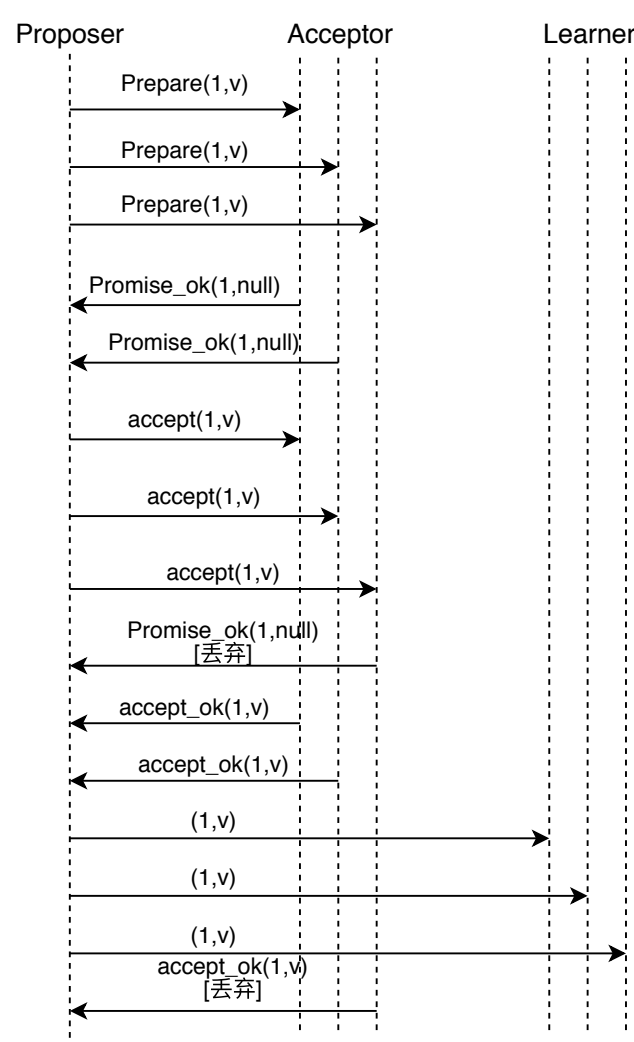 Proposer Acceptor Learner
Prepare(1,v)
Prepare(1,v)
Prepare(1,v)
Promise_ok(1,null)
Promise_ok(1,null)
accept(1,v)
accept(1,v)
accept(1,v)
Promise_ok(1,null)
[丢弃]
accept_ok(1,v)
accept_ok(1,v)
(1,v)
(1,v)
(1,v)
accept_ok(1,v)
[丢弃]